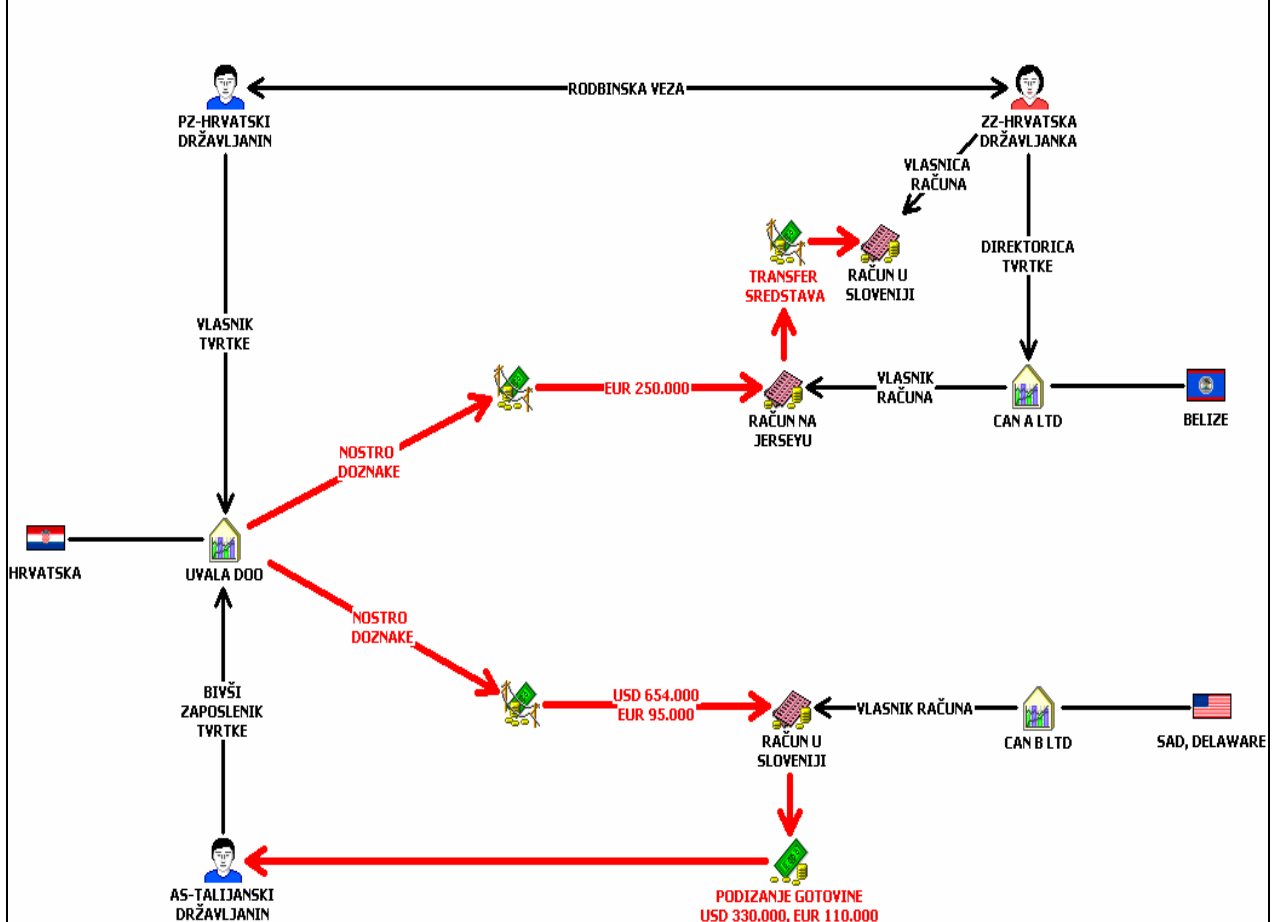 RODBINSKA VEZA
PZ-HRVATSKI
DRŽAVLJANIN
ZZ-HRVATSKA
DRŽAVLJANKA
VLASNICA
RAČUNA
DIREKTORICA
TVRTKE
TRANSFER
SREDSTAVA
RAČUN U
SLOVENIJI
VLASNIK
TVRTKE
EUR 250.000
VLASNIK
RAČUNA
RAČUN NA
JERSEYU
CAN A LTD
BELIZE
NOSTRO
DOZNAKE
HRVATSKA
UVALA DOO
NOSTRO
DOZNAKE
BIVŠI
ZAPOSLENIK
TVRTKE
USD 654.000
EUR 95.000
VLASNIK RAČUNA
RAČUN U
SLOVENIJI
CAN B LTD
SAD, DELAWARE
AS-TALIJANSKI
DRŽAVLJANIN
PODIZANJE GOTOVINE
USD 330.000, EUR 110.000